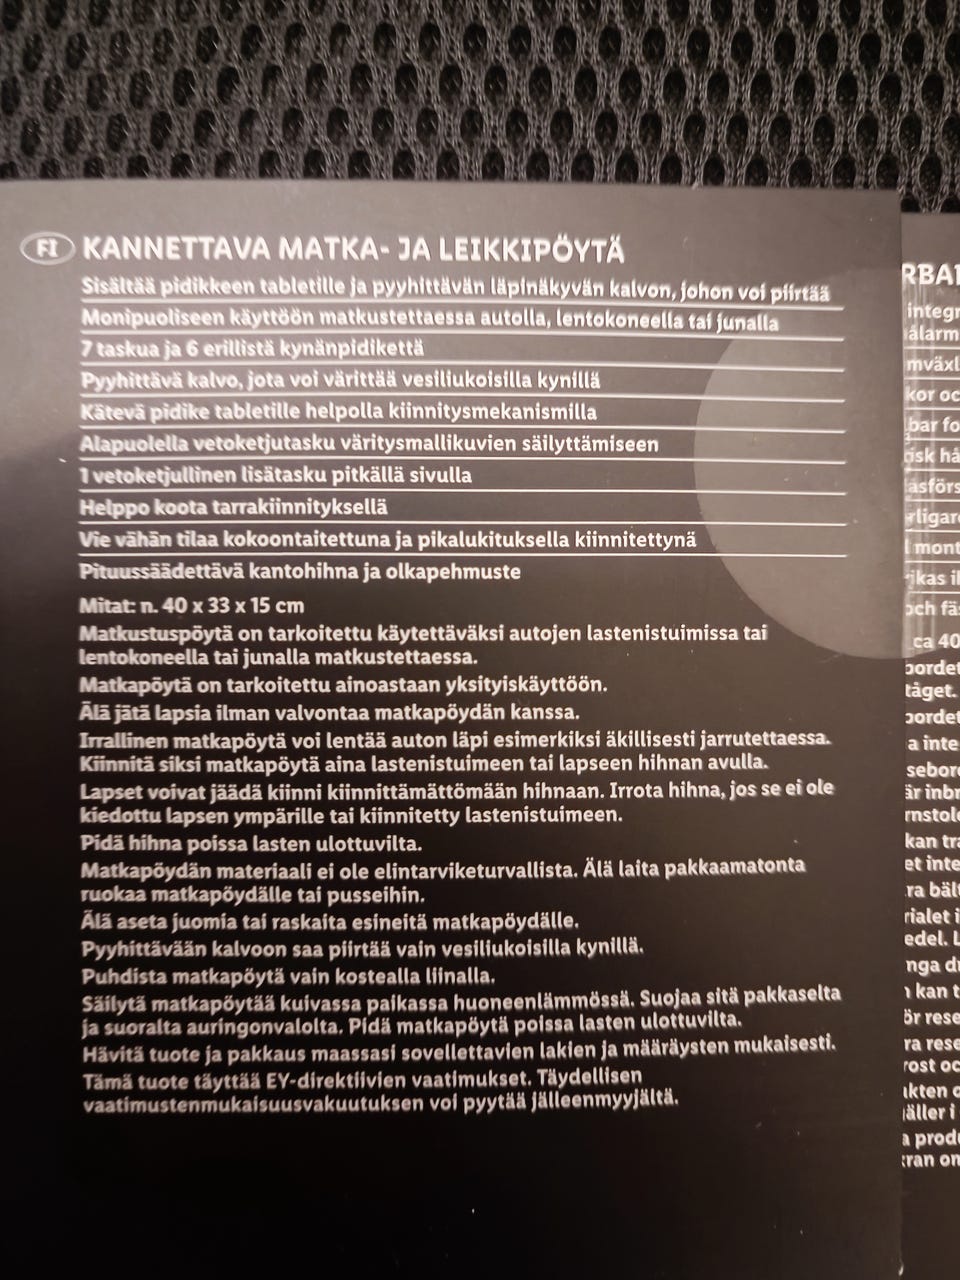 FI KANNETTAVA MATKA- JA LEIKKIPÖYTÄ
Sisältää pidikkeen tabletille ja pyyhittävän läpinäkyvän kalvon, johon voi piirtää
Monipuoliseen käyttöön matkustettaessa autolla, lentokoneella tai junalla
7 taskua ja 6 erillistä kynänpidikettä
Pyyhittävä kalvo, jota voi värittää vesiliukoisilla kynillä
Kätevä pidike tabletille helpolla kiinnitysmekanismilla
Alapuolella vetoketjutasku väritysmallikuvien säilyttämiseen
1 vetoketjullinen lisätasku pitkällä sivulla
Helppo koota tarrakiinnityksellä
Vie vähän tilaa kokoontaitettuna ja pikalukituksella kiinnitettynä
Pituussäädettävä kantohihna ja olkapehmuste
Mitat: n. 40 x 33 x 15 cm
Matkustuspöytä on tarkoitettu käytettäväksi autojen lastenistuimissa tai
lentokoneella tai junalla matkustettaessa.
Matkapöytä on tarkoitettu ainoastaan yksityiskäyttöön.
Älä jätä lapsia ilman valvontaa matkapöydän kanssa.
Irrallinen matkapöytä voi lentää auton läpi esimerkiksi äkillisesti jarrutettaessa.
Kiinnitä siksi matkapöytä aina lastenistuimeen tai lapseen hihnan avulla.
Lapset voivat jäädä kiinni kiinnittämättömään hihnaan. Irrota hihna, jos se ei ole
kiedottu lapsen ympärille tai kiinnitetty lastenistuimeen.
Pidä hihna poissa lasten ulottuvilta.
Matkapöydän materiaali ei ole elintarviketurvallista. Älä laita pakkaamatonta
ruokaa matkapöydälle tai pusseihin.
Älä aseta juomia tai raskaita esineitä matkapöydälle.
Pyyhittävään kalvoon saa piirtää vain vesiliukoisilla kynillä.
Puhdista matkapöytä vain kostealla liinalla.
Säilytä matkapöytää kuivassa paikassa huoneenlämmössä. Suojaa sitä pakkaselta
ja suoralta auringonvalolta. Pidä matkapöytä poissa lasten ulottuvilta.
Hävitä tuote ja pakkaus maassasi sovellettavien lakien ja määräysten mukaisesti.
Tämä tuote täyttää EY-direktiivien vaatimukset. Täydellisen
vaatimustenmukaisuusvakuutuksen voi pyytää jälleenmyyjältä.